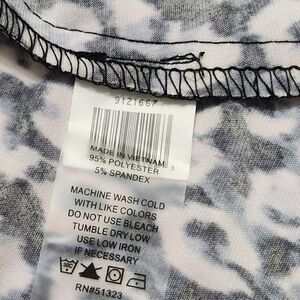 9121667
MADE IN VIETNAM 3
95% POLYESTER
5% SPANDEX
MACHINE WASH COLD
WITH LIKE COLORS
DO NOT USE BLEACH
TUMBLE DRY LOW
USE LOW IRON
IF NECESSARY
RN#51323